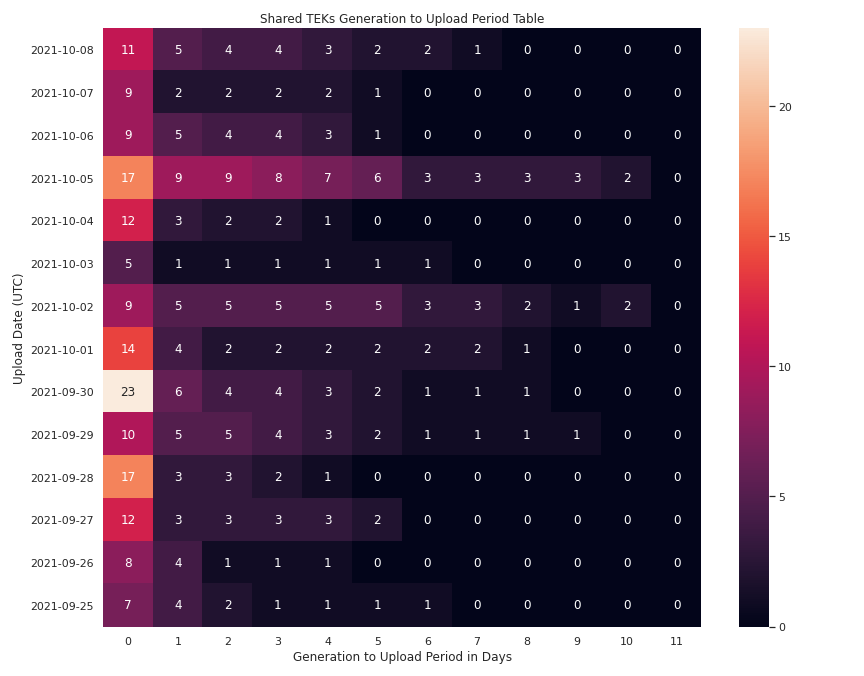 Shared TEKs Generation to Upload Period Table
Upload Date (UTC)
2021-10-08 11 5 4 4 3 2 2 1 0 0 0 0
2021-10-07 9 2 2 2 2 1 0 0 0 0 0 0
2021-10-06 9 5 4 4 3 1 0 0 0 0 0 0
2021-10-05 17 9 9 8 7 6 3 3 3 3 2 0
2021-10-04 12 3 2 2 1 0 0 0 0 0 0 0
2021-10-03 5 1 1 1 1 1 1 0 0 0 0 0
2021-10-02 9 5 5 5 5 5 3 3 2 1 2 0
2021-10-01 14 4 2 2 2 2 2 2 1 0 0 0
2021-09-30 23 6 4 4 3 2 1 1 1 0 0 0
2021-09-29 10 5 5 4 3 2 1 1 1 1 0 0
2021-09-28 17 3 3 2 1 0 0 0 0 0 0 0
2021-09-27 12 3 3 3 3 2 0 0 0 0 0 0
2021-09-26 8 4 1 1 1 0 0 0 0 0 0 0
2021-09-25 7 4 2 1 1 1 1 0 0 0 0 0
0 1 2 3 4 5 6 7 8 9 10 11
Generation to Upload Period in Days
20
15
10
5
0